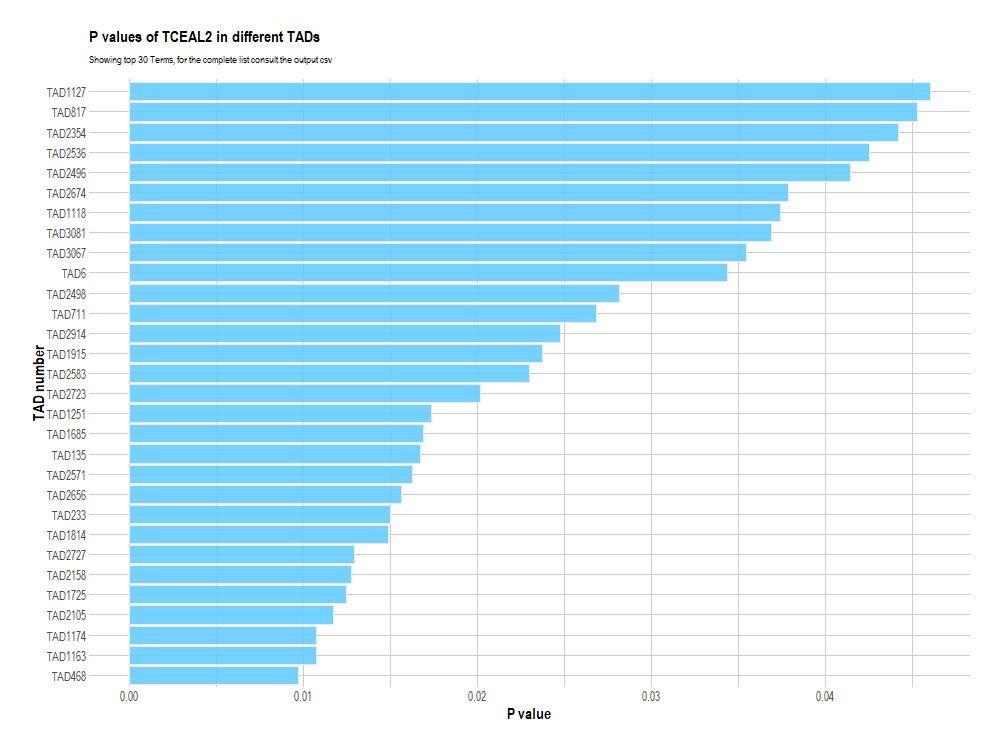 P values of TCEAL2 in different TADs
Showing top 30 Terms, for the complete list consult the output csv
TAD number
TAD1127
TAD817
TAD2354
TAD2536
TAD2496
TAD2674
TAD1118
TAD3081
TAD3067
TAD6
TAD2498
TAD711
TAD2914
TAD1915
TAD2583
TAD2723
TAD1251
TAD1685
TAD135
TAD2571
TAD2656
TAD233
TAD1814
TAD2727
TAD2158
TAD1725
TAD2105
TAD1174
TAD1163
TAD468
0.00 0.01 0.02 0.03 0.04
P value